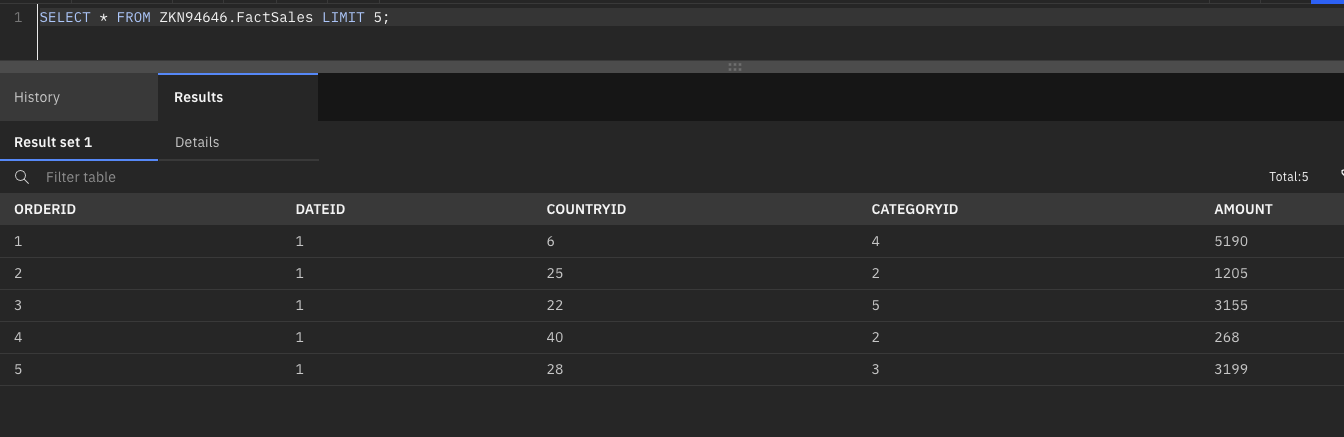 1 SELECT * FROM ZKN94646.FactSales LIMIT 5;
History Results
Result set 1 Details
Filter table Total:5
ORDERID DATEID COUNTRYID CATEGORYID AMOUNT
1 1 6 4 5190
2 1 25 2 1205
3 1 22 5 3155
4 1 40 2 268
5 1 28 3 3199